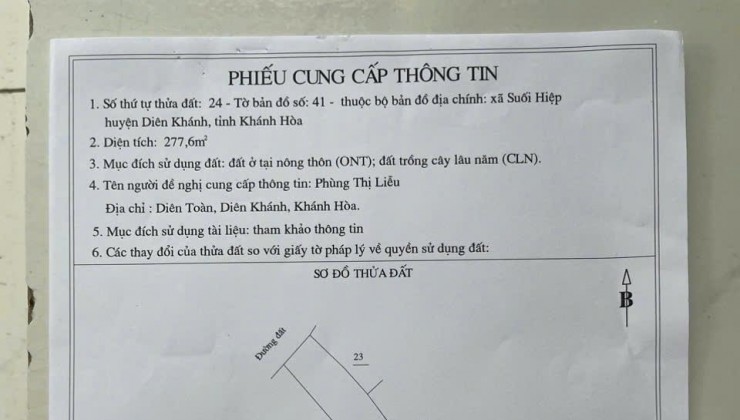 PHIẾU CUNG CẤP THÔNG TIN
1. Số thứ tự thửa đất: 24 - Tờ bản đồ số: 41 - thuộc bộ bản đồ địa chính: xã Suối Hiệp
huyện Diên Khánh, tỉnh Khánh Hòa
2. Diện tích: 277,6m²
3. Mục đích sử dụng đất: đất ở tại nông thôn (ONT); đất trồng cây lâu năm (CLN).
4. Tên người đề nghị cung cấp thông tin: Phùng Thị Liễu
Địa chỉ : Diên Toàn, Diên Khánh, Khánh Hòa.
5. Mục đích sử dụng tài liệu: tham khảo thông tin
6. Các thay đổi của thửa đất so với giấy tờ pháp lý về quyền sử dụng đất:
SƠ ĐỒ THỬA ĐẤT
B
Đường đất
23